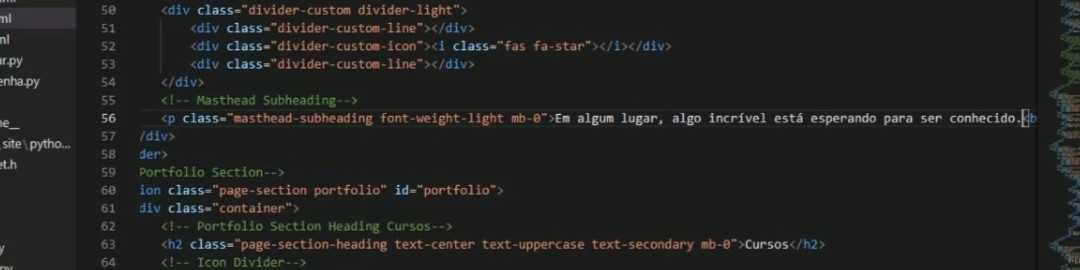 ml
ml
ar.py
enha.py
ne__
site\pytho...
et.h
y
50 <div class="divider-custom divider-light">
51 <div class="divider-custom-line"></div>
52 <div class="divider-custom-icon"><i class="fas fa-star"></i></div>
53 <div class="divider-custom-line"></div>
54 </div>
55 <!-- Masthead Subheading-->
56 <p class="masthead-subheading font-weight-light mb-0">Em algum lugar, algo incrível está esperando para ser conhecido.<b
57 /div>
58 der>
59 Portfolio Section-->
60 ion class="page-section portfolio" id="portfolio">
61 div class="container">
62 <!-- Portfolio Section Heading Cursos-->
63 <h2 class="page-section-heading text-center text-uppercase text-secondary mb-0">Cursos</h2>
64 <!-- Icon Divider-->